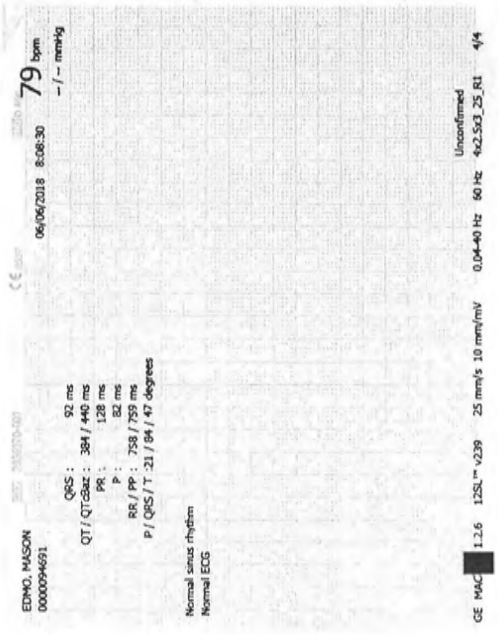 EDMO, MASON
0000094691
06/06/2018 8:08:30
79 bpm
-- / -- mmHg
QRS : 92 ms
QT / QTcBaz : 384 / 440 ms
PR : 128 ms
P : 82 ms
RR / PP : 758 / 759 ms
P / QRS / T : 21 / 84 / 47 degrees
Normal sinus rhythm
Normal ECG
Unconfirmed
GE MAC 1.2.6 12SL™ v239 25 mm/s 10 mm/mV 0.04-40 Hz 60 Hz 4x2.5x3_25_R1 4/4